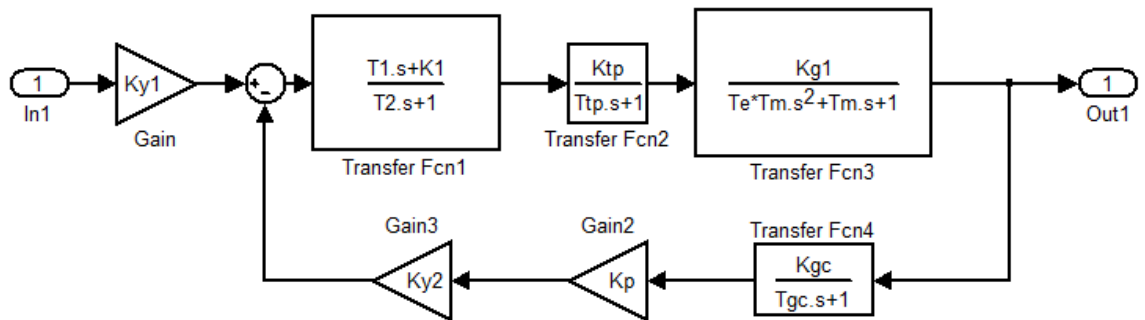 1
In1
Ky1
Gain
+
−
T1.s+K1
T2.s+1
Transfer Fcn1
Ktp
Ttp.s+1
Transfer Fcn2
Kg1
Te*Tm.s²+Tm.s+1
Transfer Fcn3
1
Out1
Gain3
Ky2
Gain2
Kp
Transfer Fcn4
Kgc
Tgc.s+1